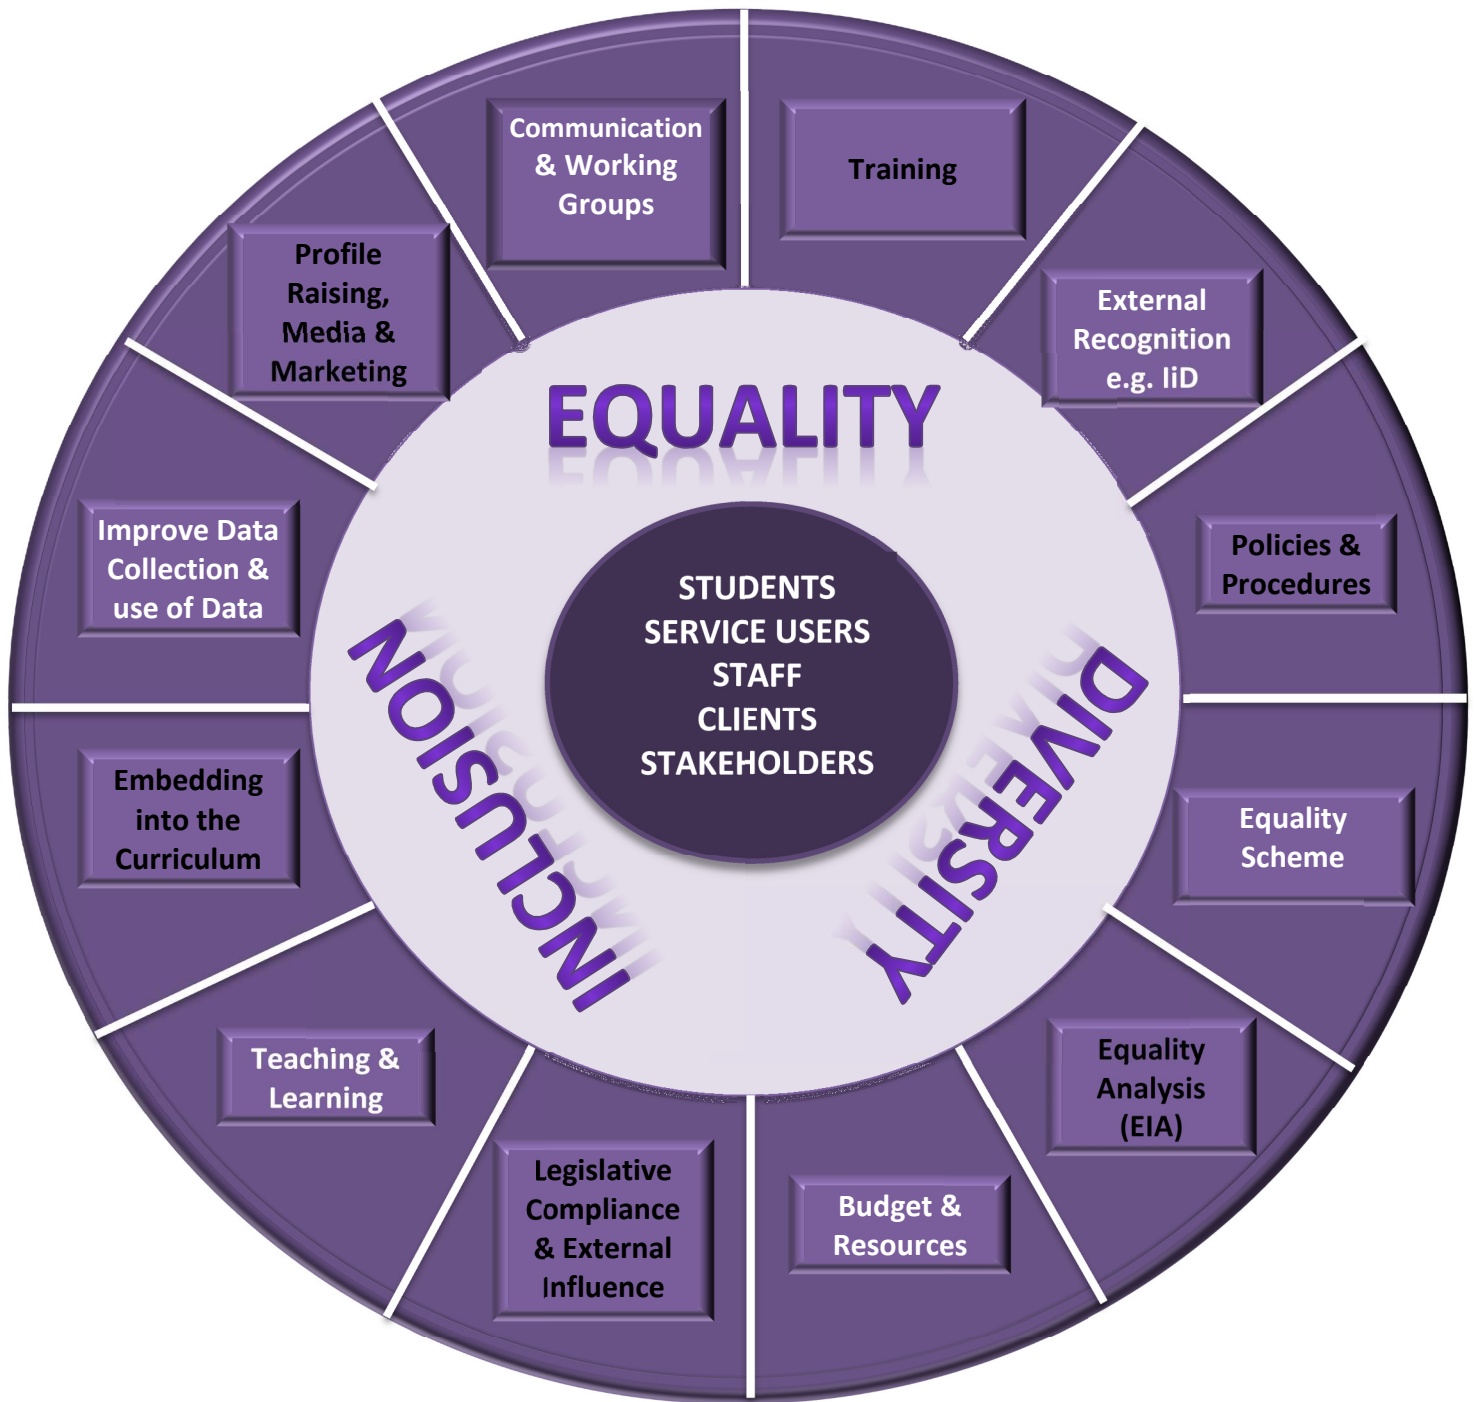 Communication
& Working
Groups
Training
External
Recognition
e.g. IiD
Policies &
Procedures
Equality
Scheme
Equality
Analysis
(EIA)
Budget &
Resources
Legislative
Compliance
& External
Influence
Teaching &
Learning
Embedding
into the
Curriculum
Improve Data
Collection &
use of Data
Profile
Raising,
Media &
Marketing
EQUALITY
DIVERSITY
INCLUSION
STUDENTS
SERVICE USERS
STAFF
CLIENTS
STAKEHOLDERS